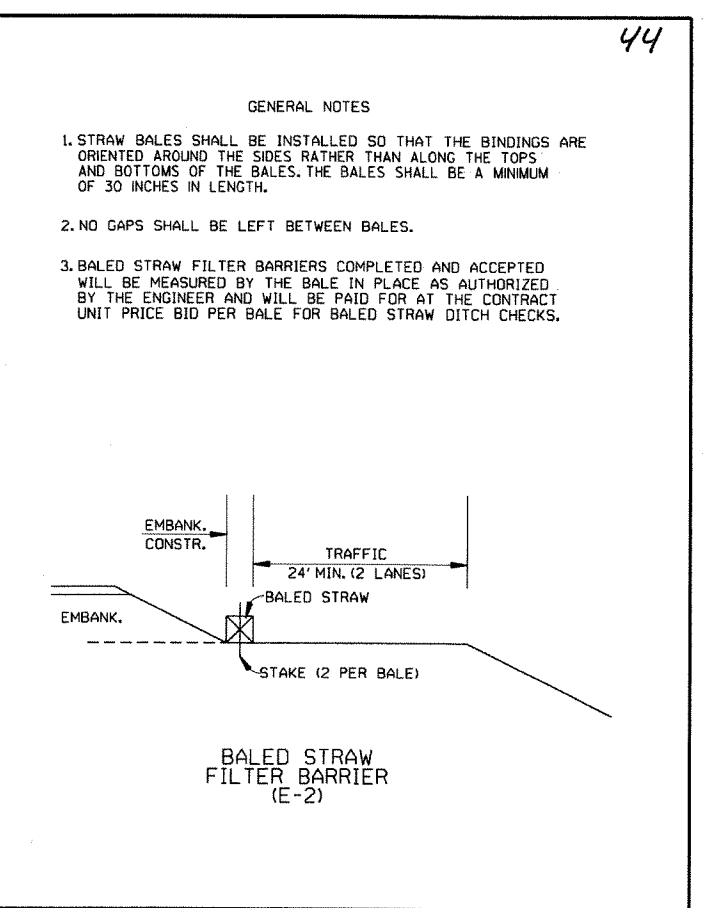 44
GENERAL NOTES
1. STRAW BALES SHALL BE INSTALLED SO THAT THE BINDINGS ARE
ORIENTED AROUND THE SIDES RATHER THAN ALONG THE TOPS
AND BOTTOMS OF THE BALES. THE BALES SHALL BE A MINIMUM
OF 30 INCHES IN LENGTH.
2. NO GAPS SHALL BE LEFT BETWEEN BALES.
3. BALED STRAW FILTER BARRIERS COMPLETED AND ACCEPTED
WILL BE MEASURED BY THE BALE IN PLACE AS AUTHORIZED
BY THE ENGINEER AND WILL BE PAID FOR AT THE CONTRACT
UNIT PRICE BID PER BALE FOR BALED STRAW DITCH CHECKS.
EMBANK.
CONSTR.
TRAFFIC
24' MIN. (2 LANES)
BALED STRAW
EMBANK.
STAKE (2 PER BALE)
BALED STRAW
FILTER BARRIER
(E-2)